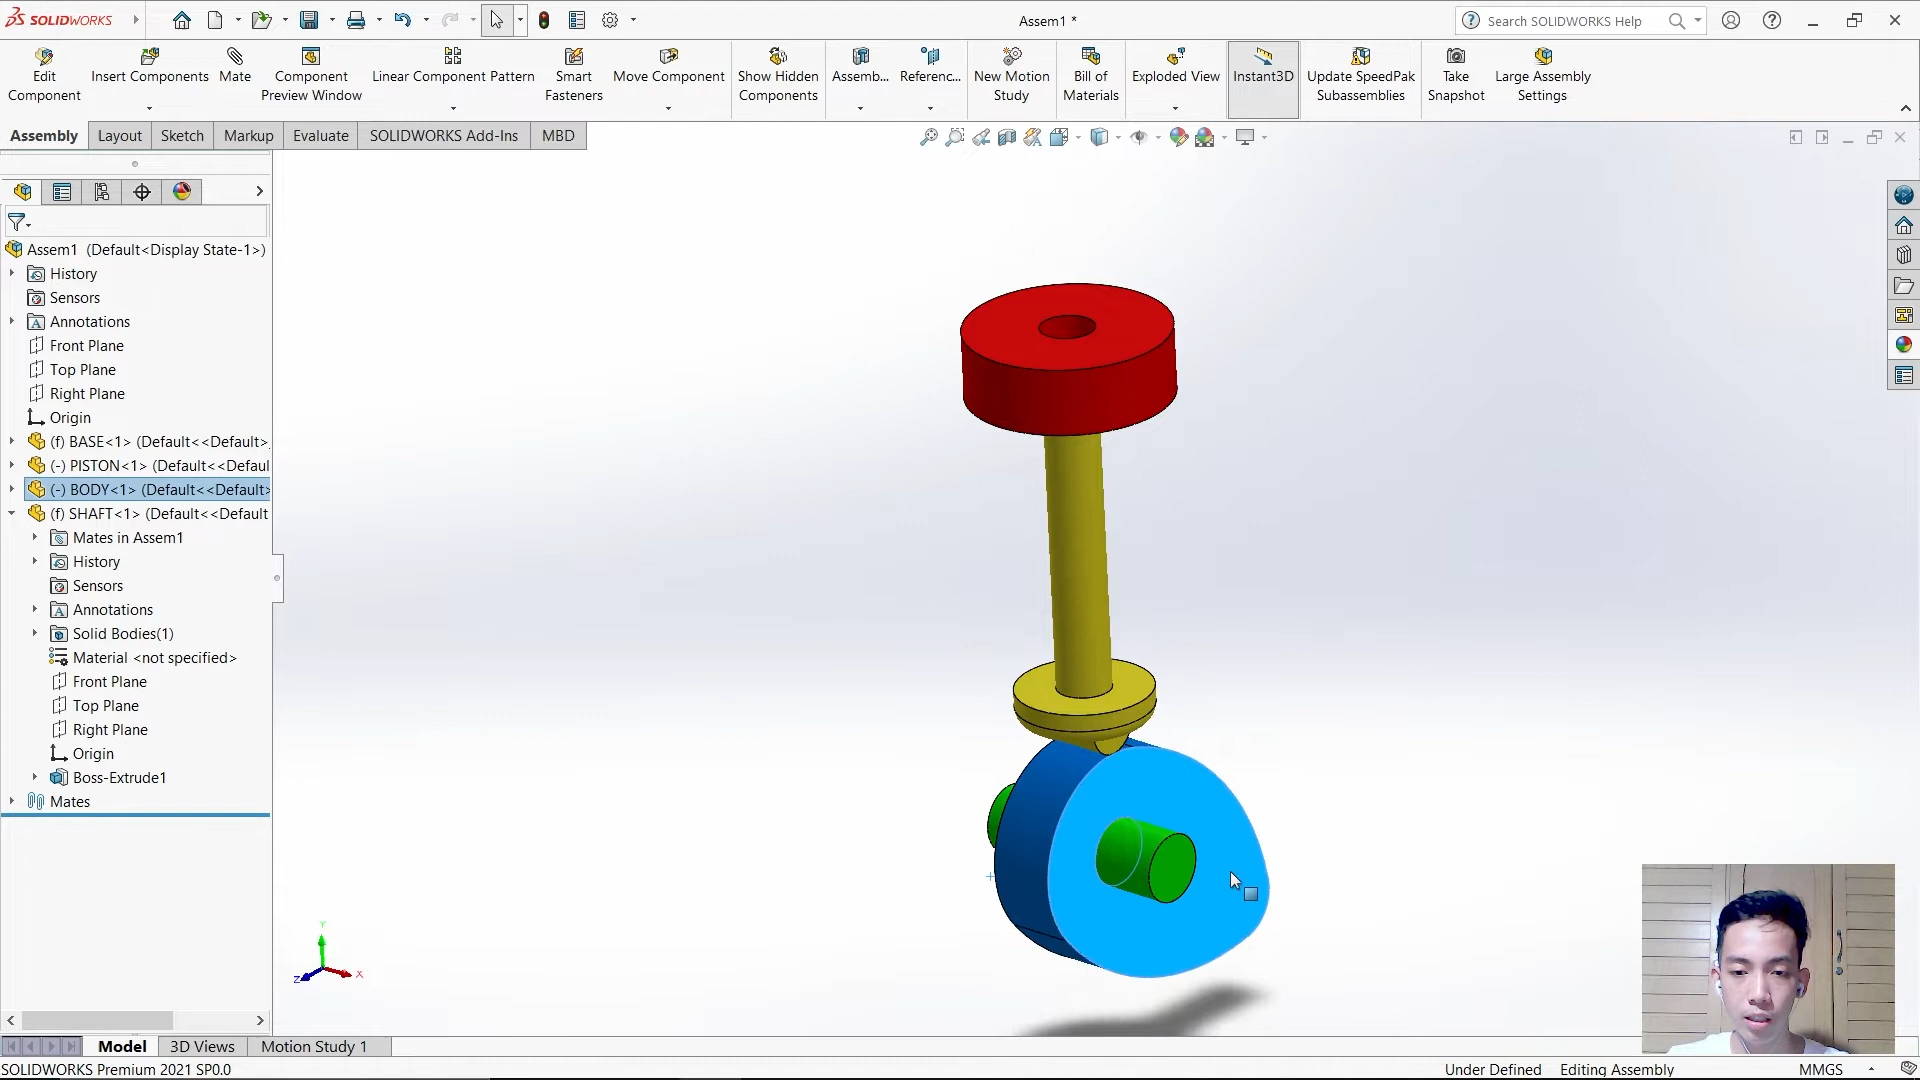 SOLIDWORKS
Assem1 *
Search SOLIDWORKS Help
Edit Component
Insert Components
Mate
Component Preview Window
Linear Component Pattern
Smart Fasteners
Move Component
Show Hidden Components
Assemb...
Referenc...
New Motion Study
Bill of Materials
Exploded View
Instant3D
Update SpeedPak Subassemblies
Take Snapshot
Large Assembly Settings
Assembly
Layout
Sketch
Markup
Evaluate
SOLIDWORKS Add-Ins
MBD
Assem1 (Default<Display State-1>)
History
Sensors
Annotations
Front Plane
Top Plane
Right Plane
Origin
(f) BASE<1> (Default<<Default>
(-) PISTON<1> (Default<<Defaul
(-) BODY<1> (Default<<Default>
(f) SHAFT<1> (Default<<Default
Mates in Assem1
History
Sensors
Annotations
Solid Bodies(1)
Material <not specified>
Front Plane
Top Plane
Right Plane
Origin
Boss-Extrude1
Mates
Y
Z
X
Model
3D Views
Motion Study 1
SOLIDWORKS Premium 2021 SP0.0
Under Defined
Editing Assembly
MMGS